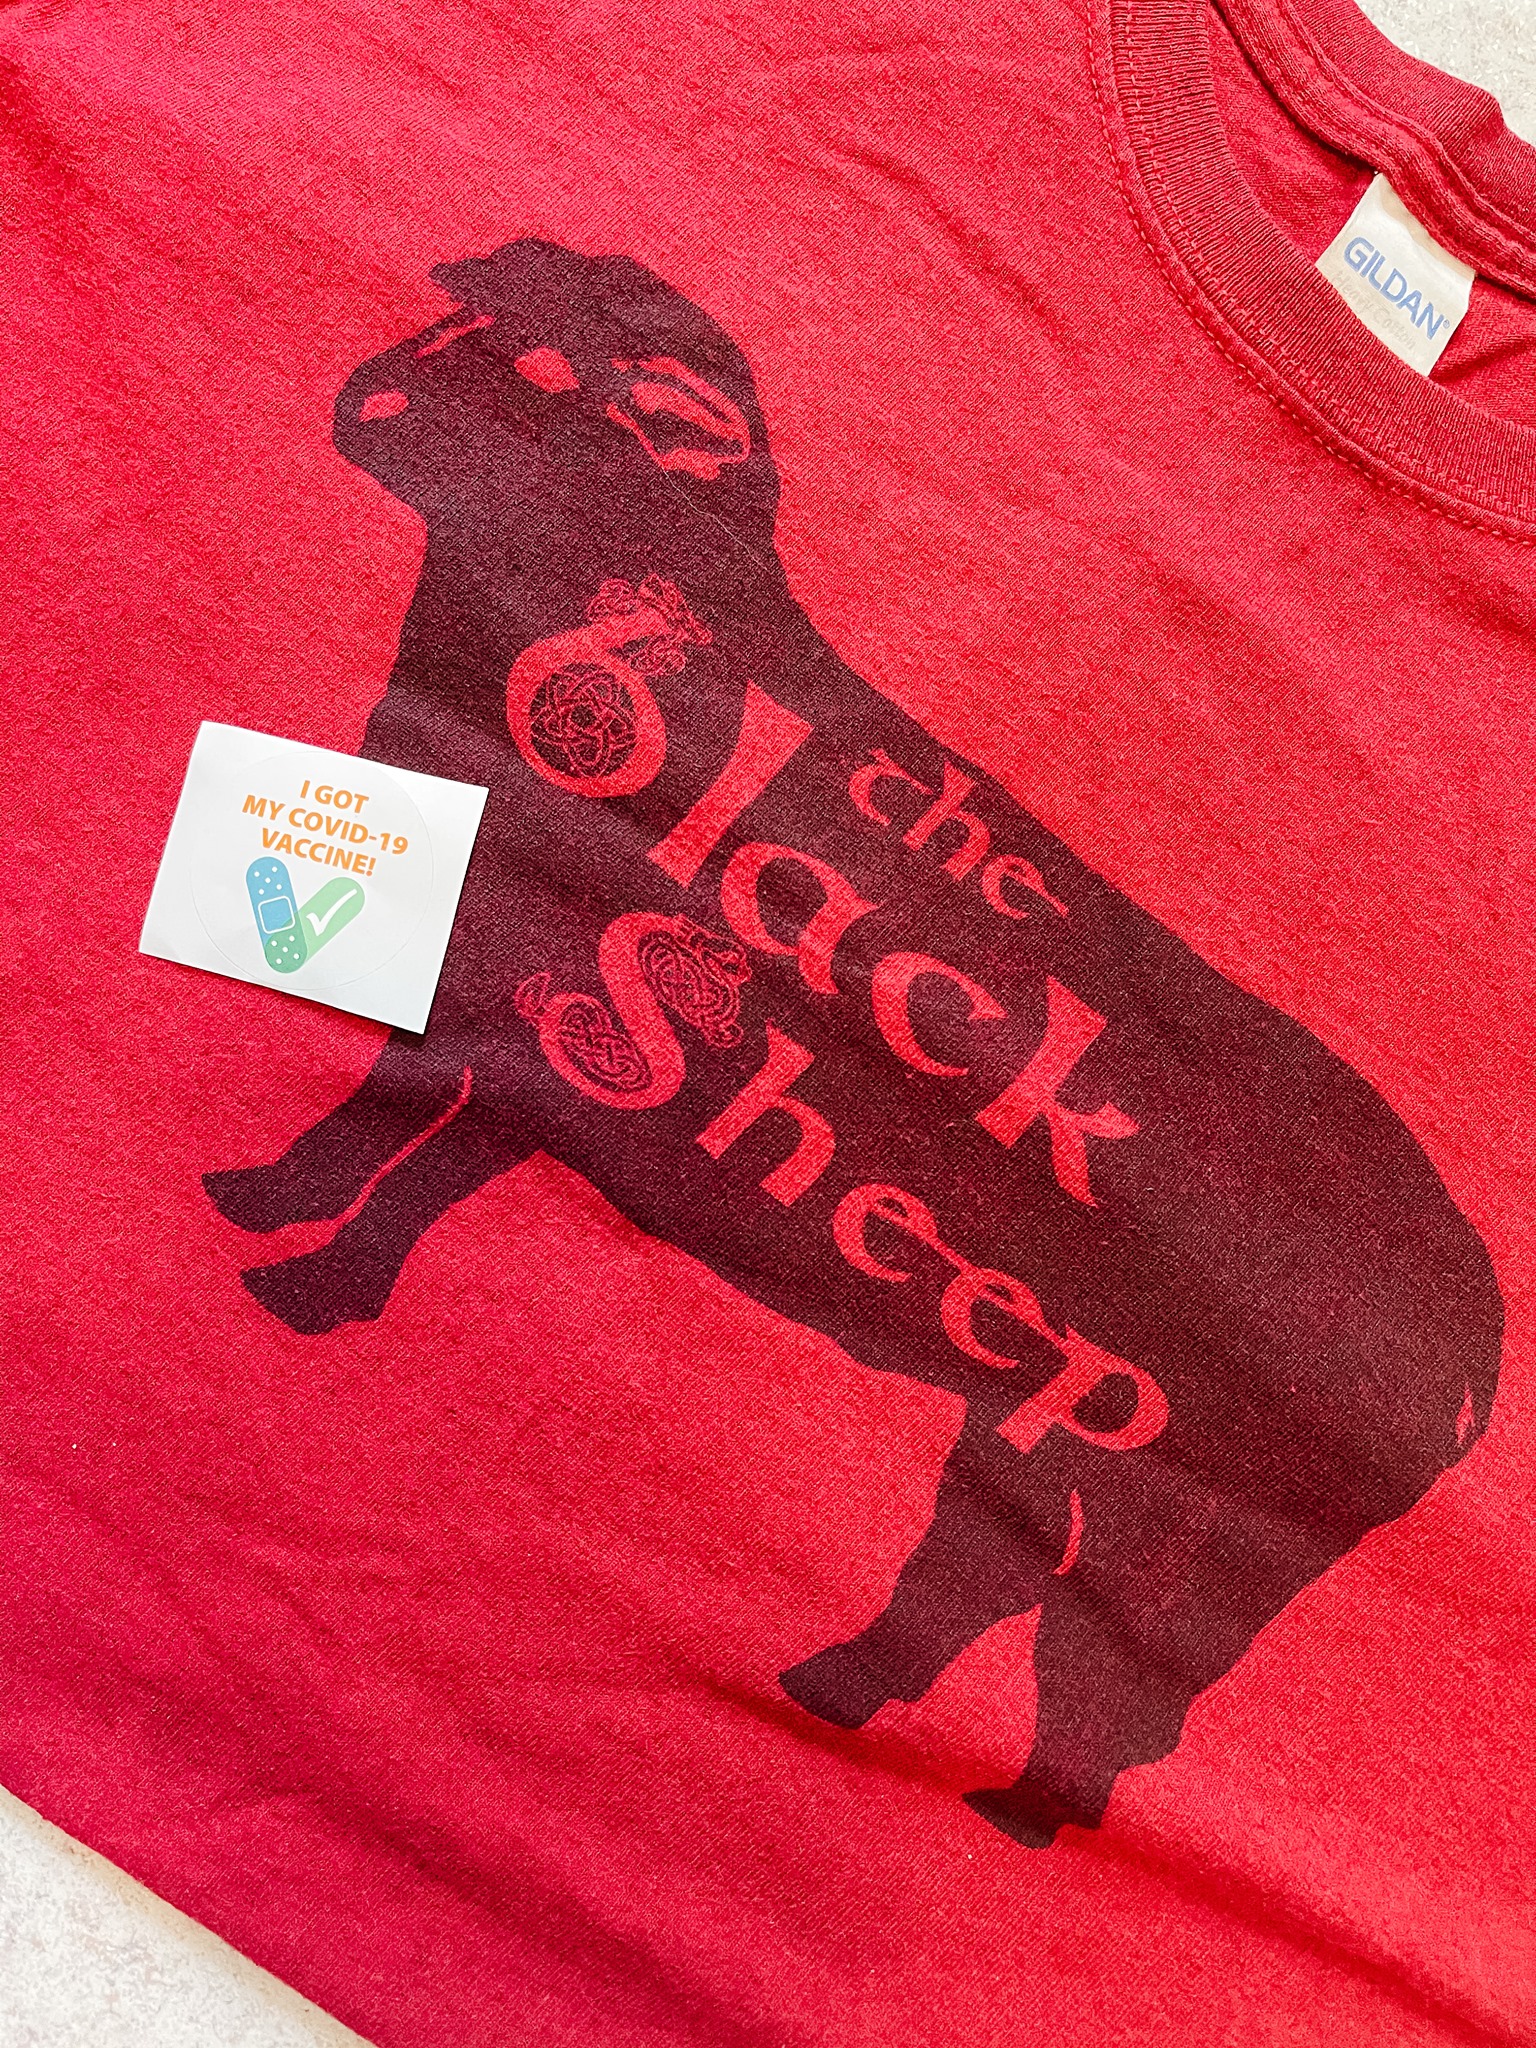 GILDAN®
the
Black
Sheep
I GOT
MY COVID-19
VACCINE!